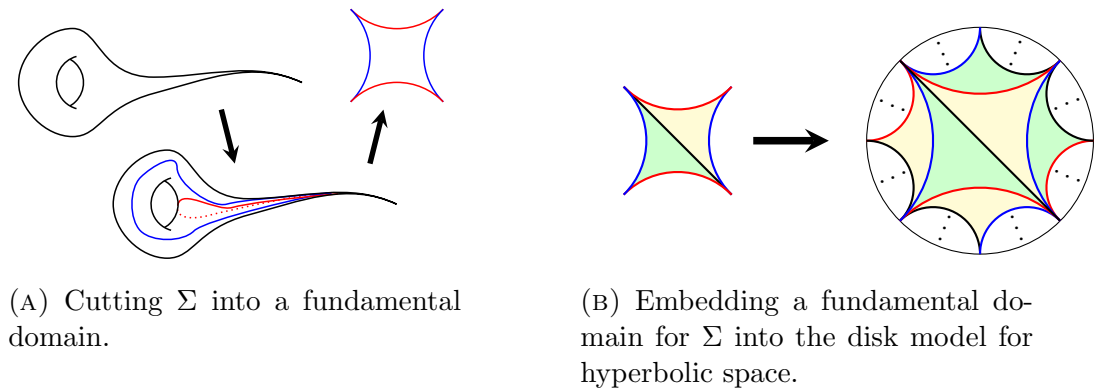 (A) Cutting Σ into a fundamental
domain.
(B) Embedding a fundamental do-
main for Σ into the disk model for
hyperbolic space.